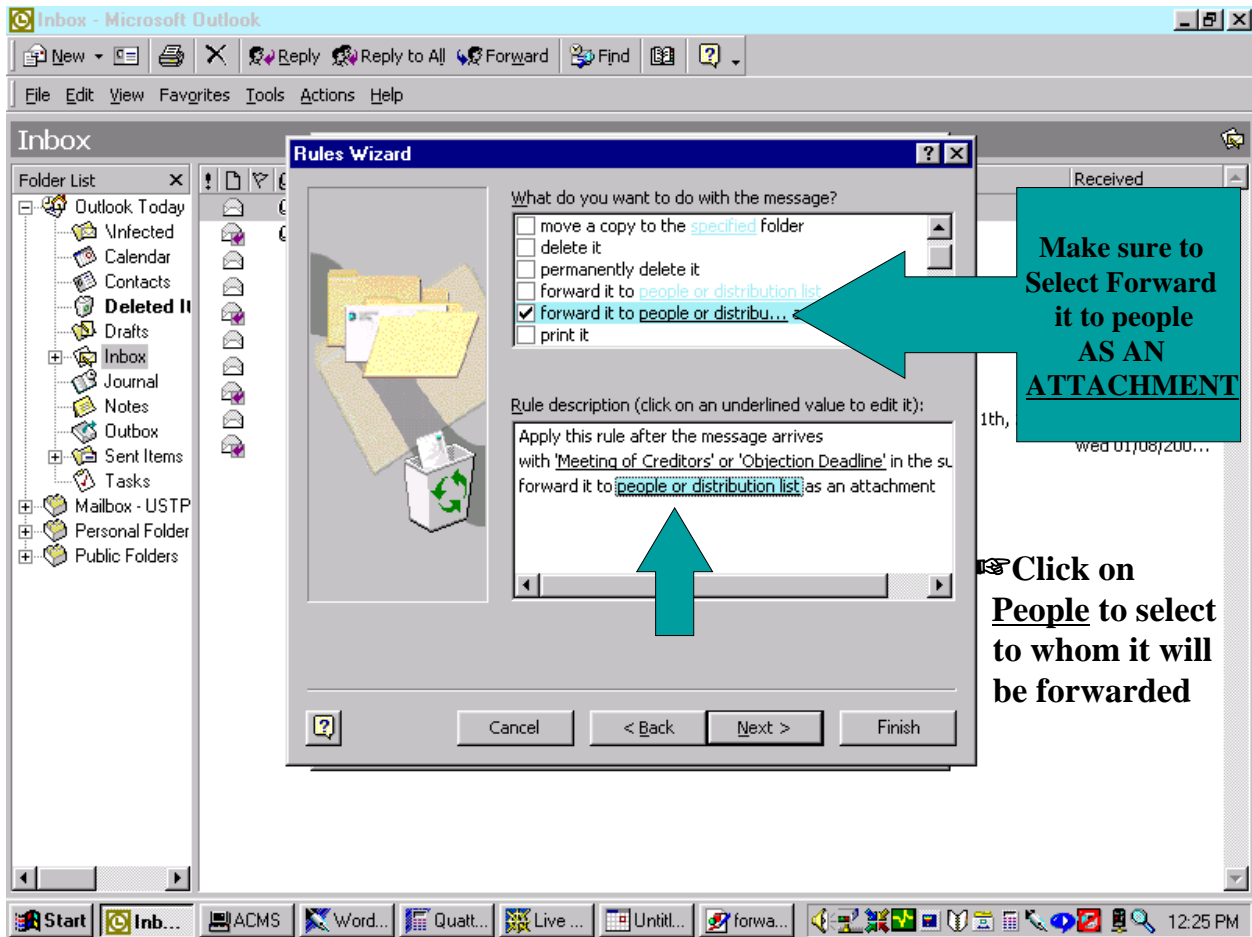 Inbox - Microsoft Outlook
New Reply Reply to All Forward Find
File Edit View Favorites Tools Actions Help
Inbox
Folder List
Outlook Today
\Infected
Calendar
Contacts
Deleted It
Drafts
Inbox
Journal
Notes
Outbox
Sent Items
Tasks
Mailbox - USTP
Personal Folder
Public Folders
Received
1th,
Wed 01/08/200...
Rules Wizard
What do you want to do with the message?
move a copy to the specified folder
delete it
permanently delete it
forward it to people or distribution list
forward it to people or distribu... a
print it
Rule description (click on an underlined value to edit it):
Apply this rule after the message arrives
with 'Meeting of Creditors' or 'Objection Deadline' in the su
forward it to people or distribution list as an attachment
Cancel < Back Next > Finish
Make sure to
Select Forward
it to people
AS AN
ATTACHMENT
☞Click on
People to select
to whom it will
be forwarded
Start Inb... ACMS Word... Quatt... Live ... Untitl... forwa... 12:25 PM